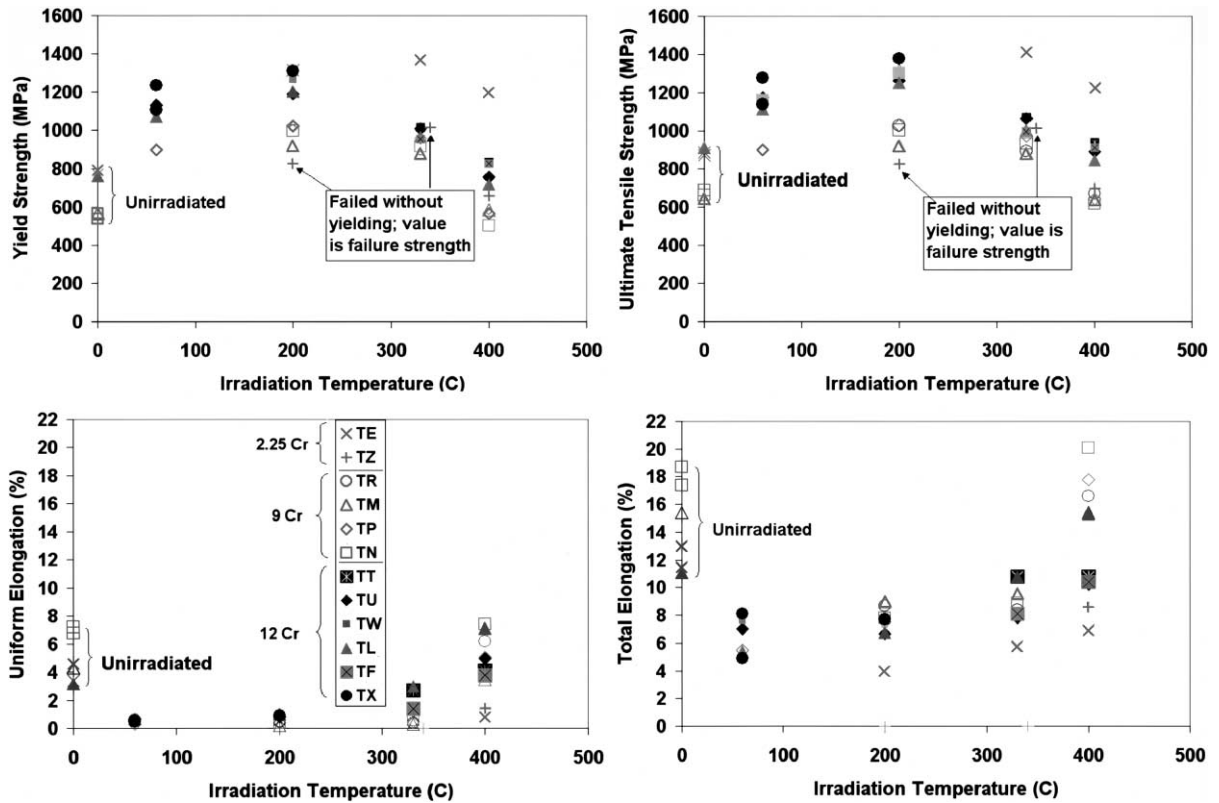 1600
1400
1200
1000
800
600
400
200
0
Yield Strength (MPa)
Unirradiated
Failed without
yielding; value
is failure strength
0 100 200 300 400 500
Irradiation Temperature (C)
1600
1400
1200
1000
800
600
400
200
0
Ultimate Tensile Strength (MPa)
Unirradiated
Failed without
yielding; value is
failure strength
0 100 200 300 400 500
Irradiation Temperature (C)
22
20
18
16
14
12
10
8
6
4
2
0
Uniform Elongation (%)
Unirradiated
2.25 Cr
TE
TZ
9 Cr
TR
TM
TP
TN
12 Cr
TT
TU
TW
TL
TF
TX
0 100 200 300 400 500
Irradiation Temperature (C)
22
20
18
16
14
12
10
8
6
4
2
0
Total Elongation (%)
Unirradiated
0 100 200 300 400 500
Irradiation Temperature (C)